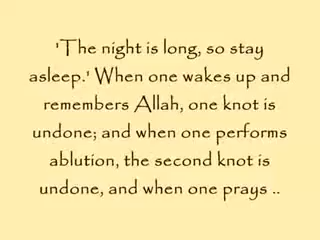 'The night is long, so stay
asleep.' When one wakes up and
remembers Allah, one knot is
undone; and when one performs
ablution, the second knot is
undone, and when one prays ..